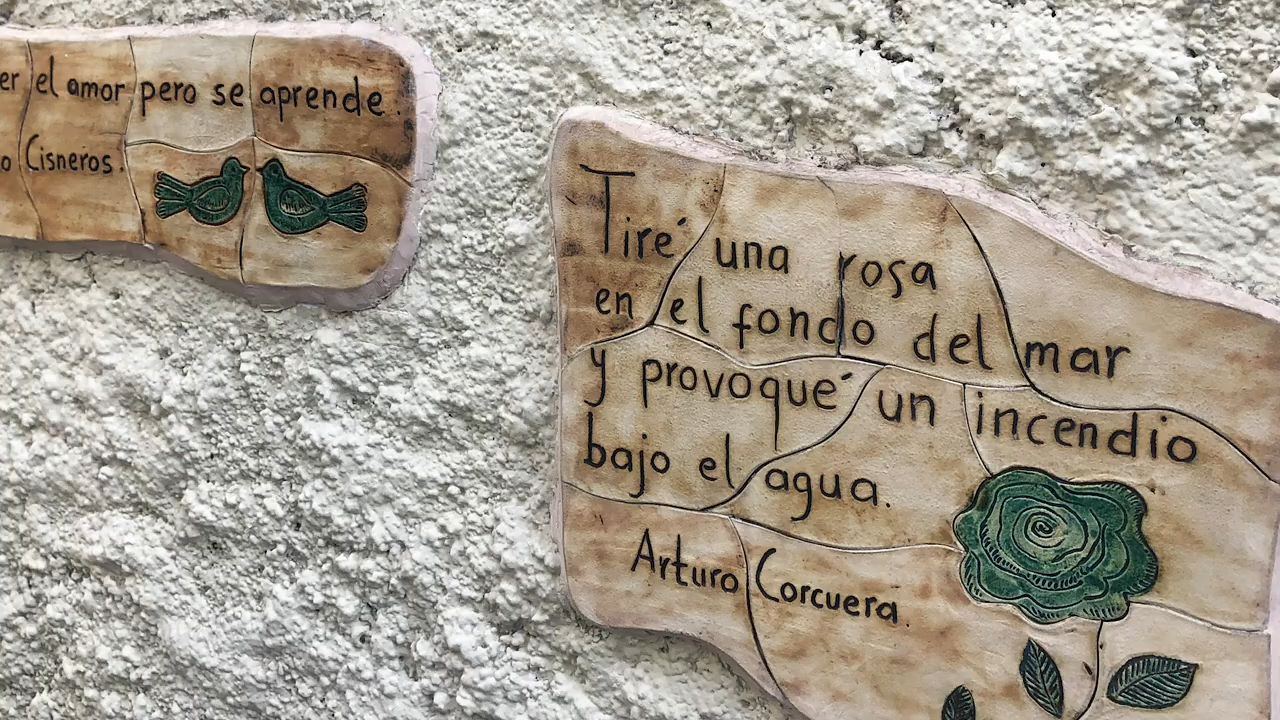 el amor pero se aprende.
Cisneros.
Tiré una rosa
en el fondo del mar
y provoqué un incendio
bajo el agua.
Arturo Corcuera.